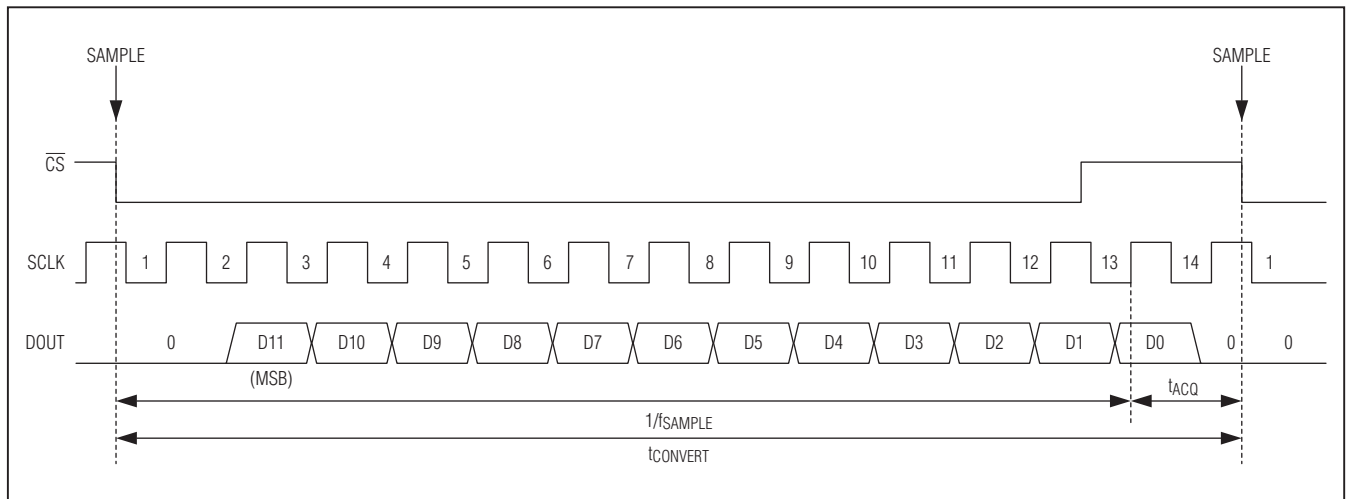 SAMPLE SAMPLE
CS
SCLK 1 2 3 4 5 6 7 8 9 10 11 12 13 14 1
DOUT 0 D11 D10 D9 D8 D7 D6 D5 D4 D3 D2 D1 D0 0 0
(MSB)
tACQ
1/fSAMPLE
tCONVERT